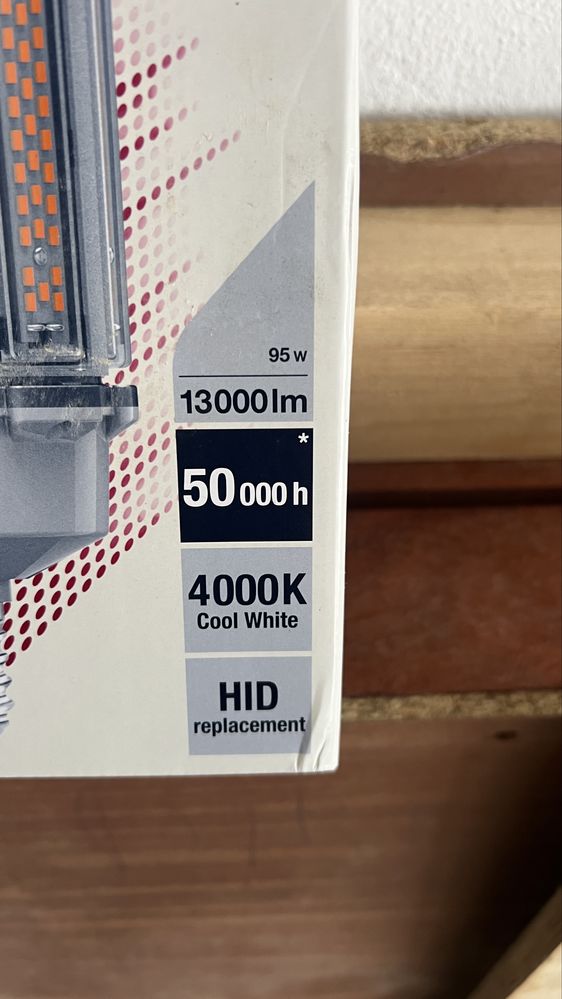 95 w
13000lm
*
50 000 h
4000K
Cool White
HID
replacement